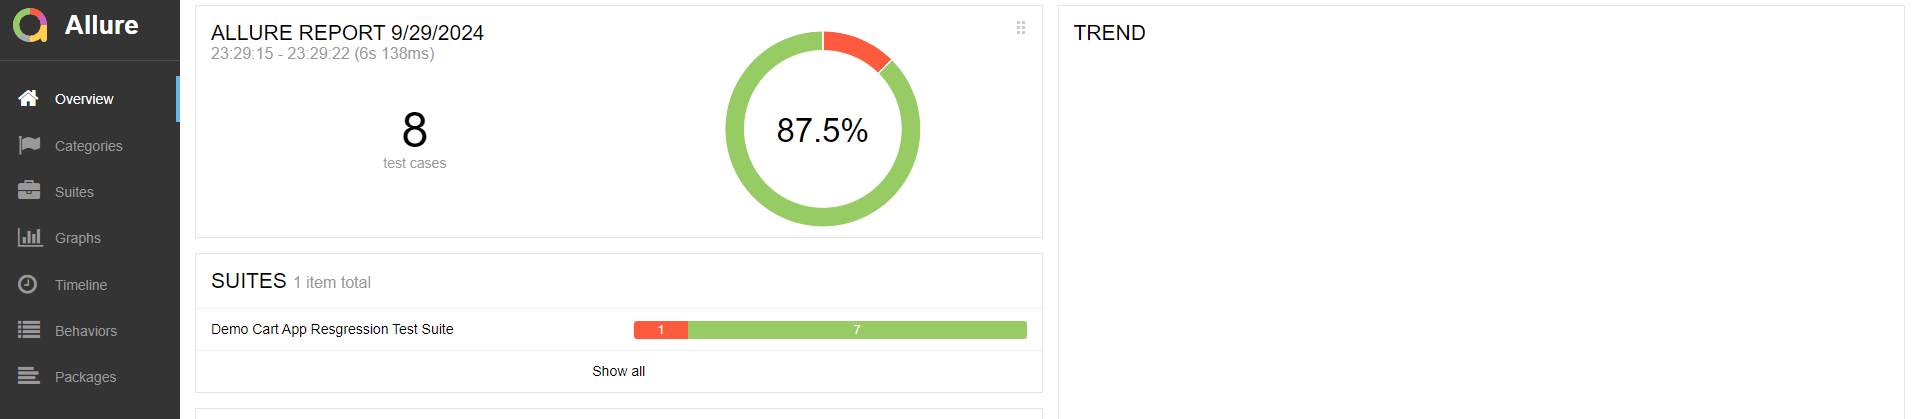 Allure
Overview
Categories
Suites
Graphs
Timeline
Behaviors
Packages
ALLURE REPORT 9/29/2024
23:29:15 - 23:29:22 (6s 138ms)
8
test cases
87.5%
SUITES 1 item total
Demo Cart App Resgression Test Suite
1 7
Show all
TREND